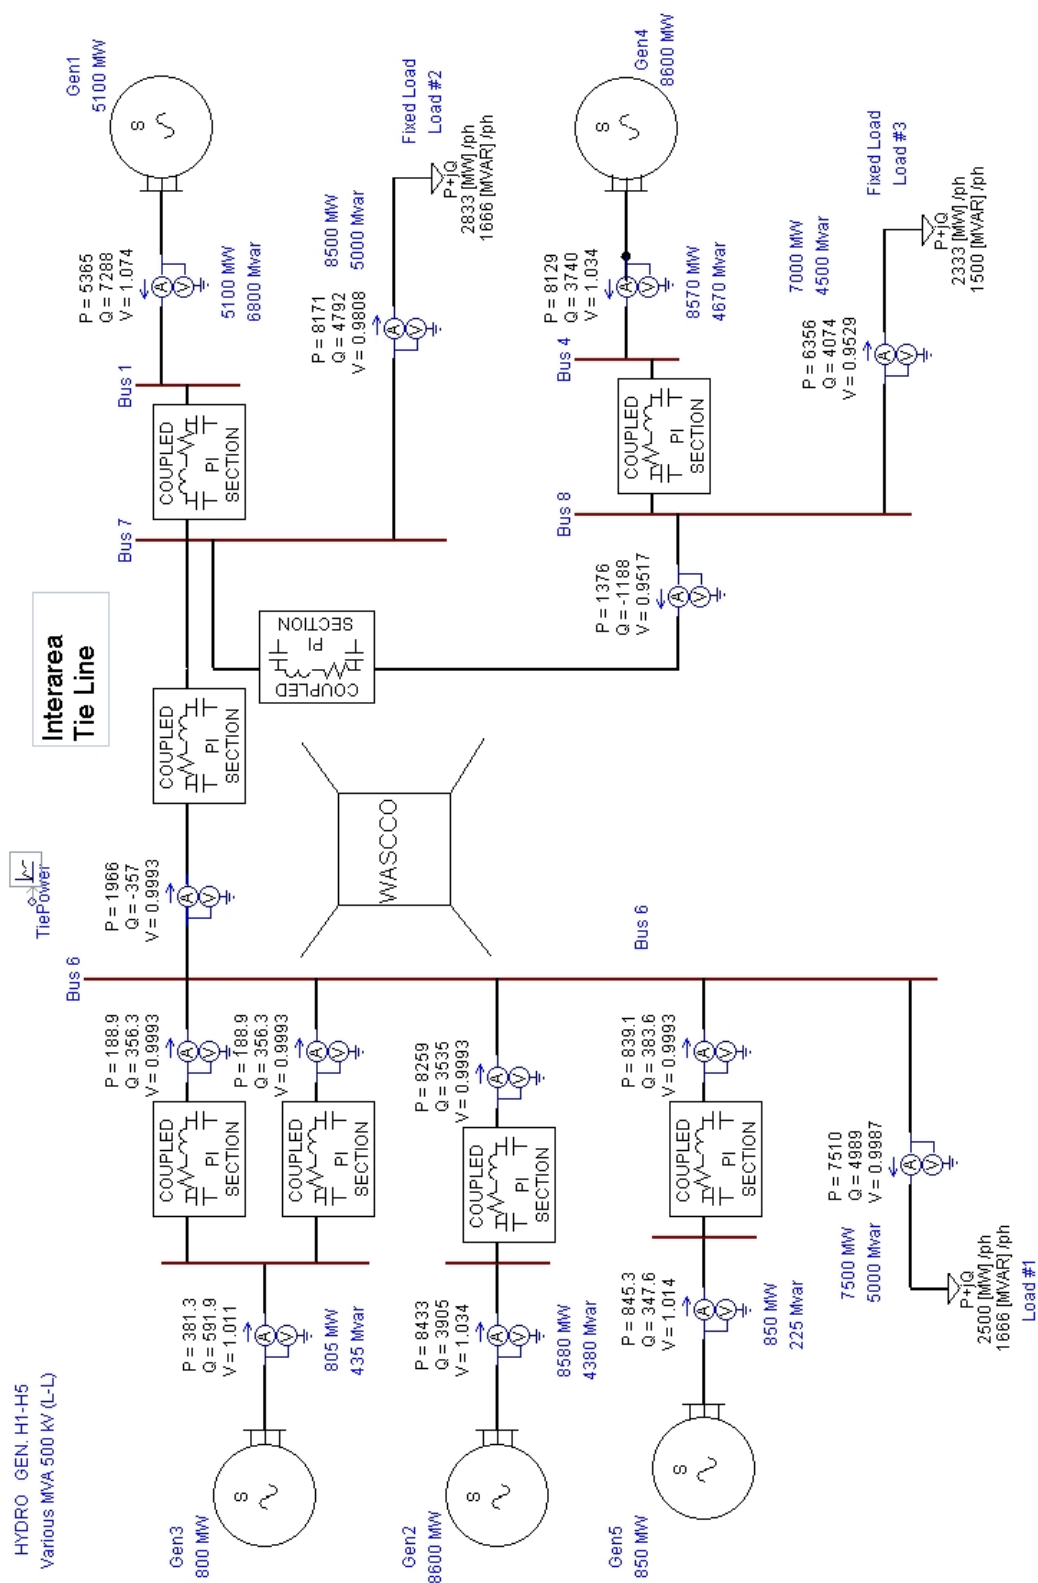 HYDRO GEN. H1-H5
Various MVA 500 kV (L-L)
TiePower
Interarea
Tie Line
Gen3
800 MW
P = 381.3
Q = 591.9
V = 1.011
805 MW
435 Mvar
COUPLED
PI
SECTION
P = 188.9
Q = 356.3
V = 0.9993
COUPLED
PI
SECTION
P = 188.9
Q = 356.3
V = 0.9993
Bus 6
P = 1966
Q = -357
V = 0.9993
COUPLED
PI
SECTION
Bus 7
COUPLED
PI
SECTION
Bus 1
P = 5365
Q = 7288
V = 1.074
5100 MW
6800 Mvar
Gen1
5100 MW
S
S
A
V
A
V
A
V
A
V
A
V
WASCCO
COUPLED
PI
SECTION
P = 8171
Q = 4792
V = 0.9808
8500 MW
5000 Mvar
A
V
Fixed Load
Load #2
P+jQ
2833 [MW] /ph
1666 [MVAR] /ph
Gen2
8600 MW
S
P = 8433
Q = 3905
V = 1.034
A
V
8580 MW
4380 Mvar
COUPLED
PI
SECTION
P = 8259
Q = 3535
V = 0.9993
A
V
P = 1376
Q = -1188
V = 0.9517
A
V
Bus 8
COUPLED
PI
SECTION
Bus 4
P = 8129
Q = 3740
V = 1.034
A
V
8570 MW
4670 Mvar
Gen4
8600 MW
S
Gen5
850 MW
S
P = 845.3
Q = 347.6
V = 1.014
A
V
850 MW
225 Mvar
COUPLED
PI
SECTION
P = 839.1
Q = 383.6
V = 0.9993
A
V
Bus 6
7500 MW
5000 Mvar
P = 7510
Q = 4989
V = 0.9987
A
V
P+jQ
2500 [MW] /ph
1666 [MVAR] /ph
Load #1
P = 6356
Q = 4074
V = 0.9529
7000 MW
4500 Mvar
A
V
Fixed Load
Load #3
P+jQ
2333 [MW] /ph
1500 [MVAR] /ph